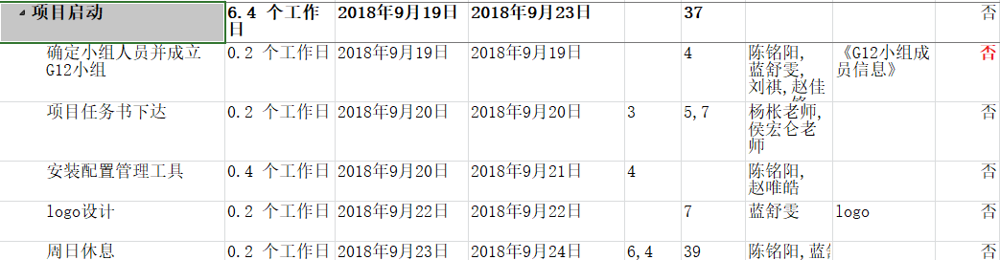 项目启动 6.4 个工作日 2018年9月19日 2018年9月23日 37 否
确定小组人员并成立G12小组 0.2 个工作日 2018年9月19日 2018年9月19日 4 陈铭阳,蓝舒雯,刘祺,赵佳 《G12小组成员信息》 否
项目任务书下达 0.2 个工作日 2018年9月20日 2018年9月20日 3 5,7 杨枨老师,侯宏仑老师 否
安装配置管理工具 0.4 个工作日 2018年9月20日 2018年9月21日 4 陈铭阳,赵唯皓 否
logo设计 0.2 个工作日 2018年9月22日 2018年9月22日 7 蓝舒雯 logo 否
周日休息 0.2 个工作日 2018年9月23日 2018年9月24日 6,4 39 陈铭阳,蓝 否